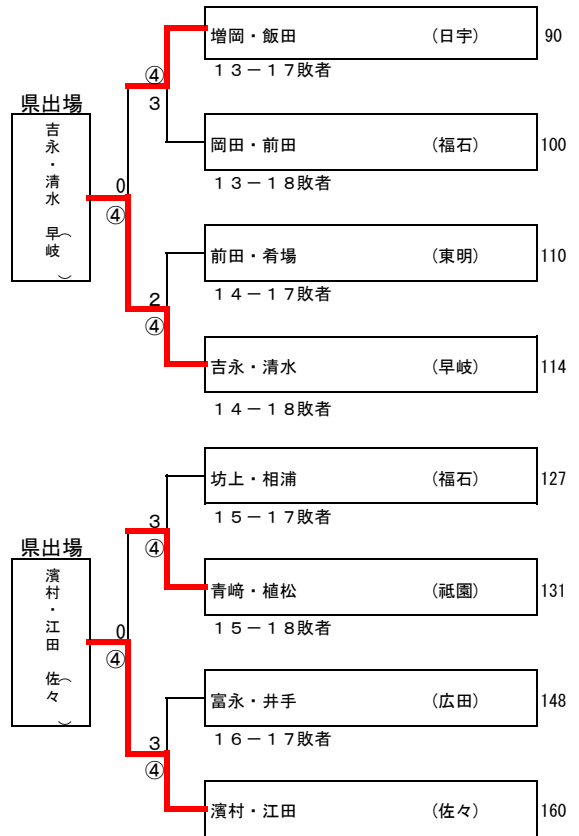 増岡・飯田 (日宇) 90
④
13－17敗者
3
県出場
岡田・前田 (福石) 100
吉永・清水 (早岐)
13－18敗者
0
④
前田・肴場 (東明) 110
14－17敗者
2
④
吉永・清水 (早岐) 114
14－18敗者
坊上・相浦 (福石) 127
15－17敗者
3
④
県出場
青﨑・植松 (祗園) 131
濱村・江田 (佐々)
15－18敗者
0
④
富永・井手 (広田) 148
16－17敗者
3
④
濱村・江田 (佐々) 160